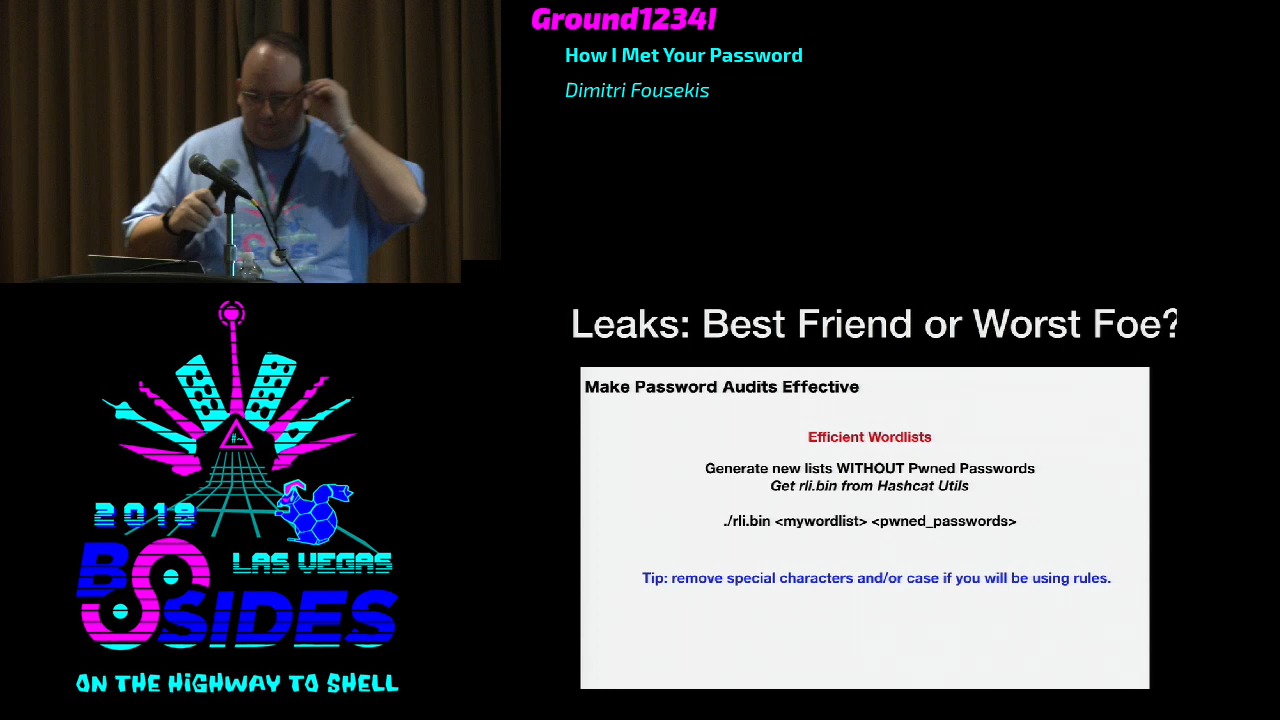 Ground1234!
How I Met Your Password
Dimitri Fousekis
Leaks: Best Friend or Worst Foe?
Make Password Audits Effective
Efficient Wordlists
Generate new lists WITHOUT Pwned Passwords
Get rli.bin from Hashcat Utils
./rli.bin <mywordlist> <pwned_passwords>
Tip: remove special characters and/or case if you will be using rules.
#~
2019
BSIDES
LAS VEGAS
ON THE HIGHWAY TO SHELL
SIDES